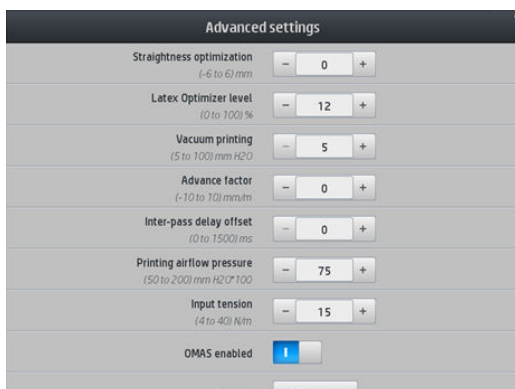 Advanced settings
Straightness optimization
(-6 to 6) mm
- 0 +
Latex Optimizer level
(0 to 100) %
- 12 +
Vacuum printing
(5 to 100) mm H2O
- 5 +
Advance factor
(-10 to 10) mm/m
- 0 +
Inter-pass delay offset
(0 to 1500) ms
- 0 +
Printing airflow pressure
(50 to 200) mm H2O*100
- 75 +
Input tension
(4 to 40) N/m
- 15 +
OMAS enabled
I